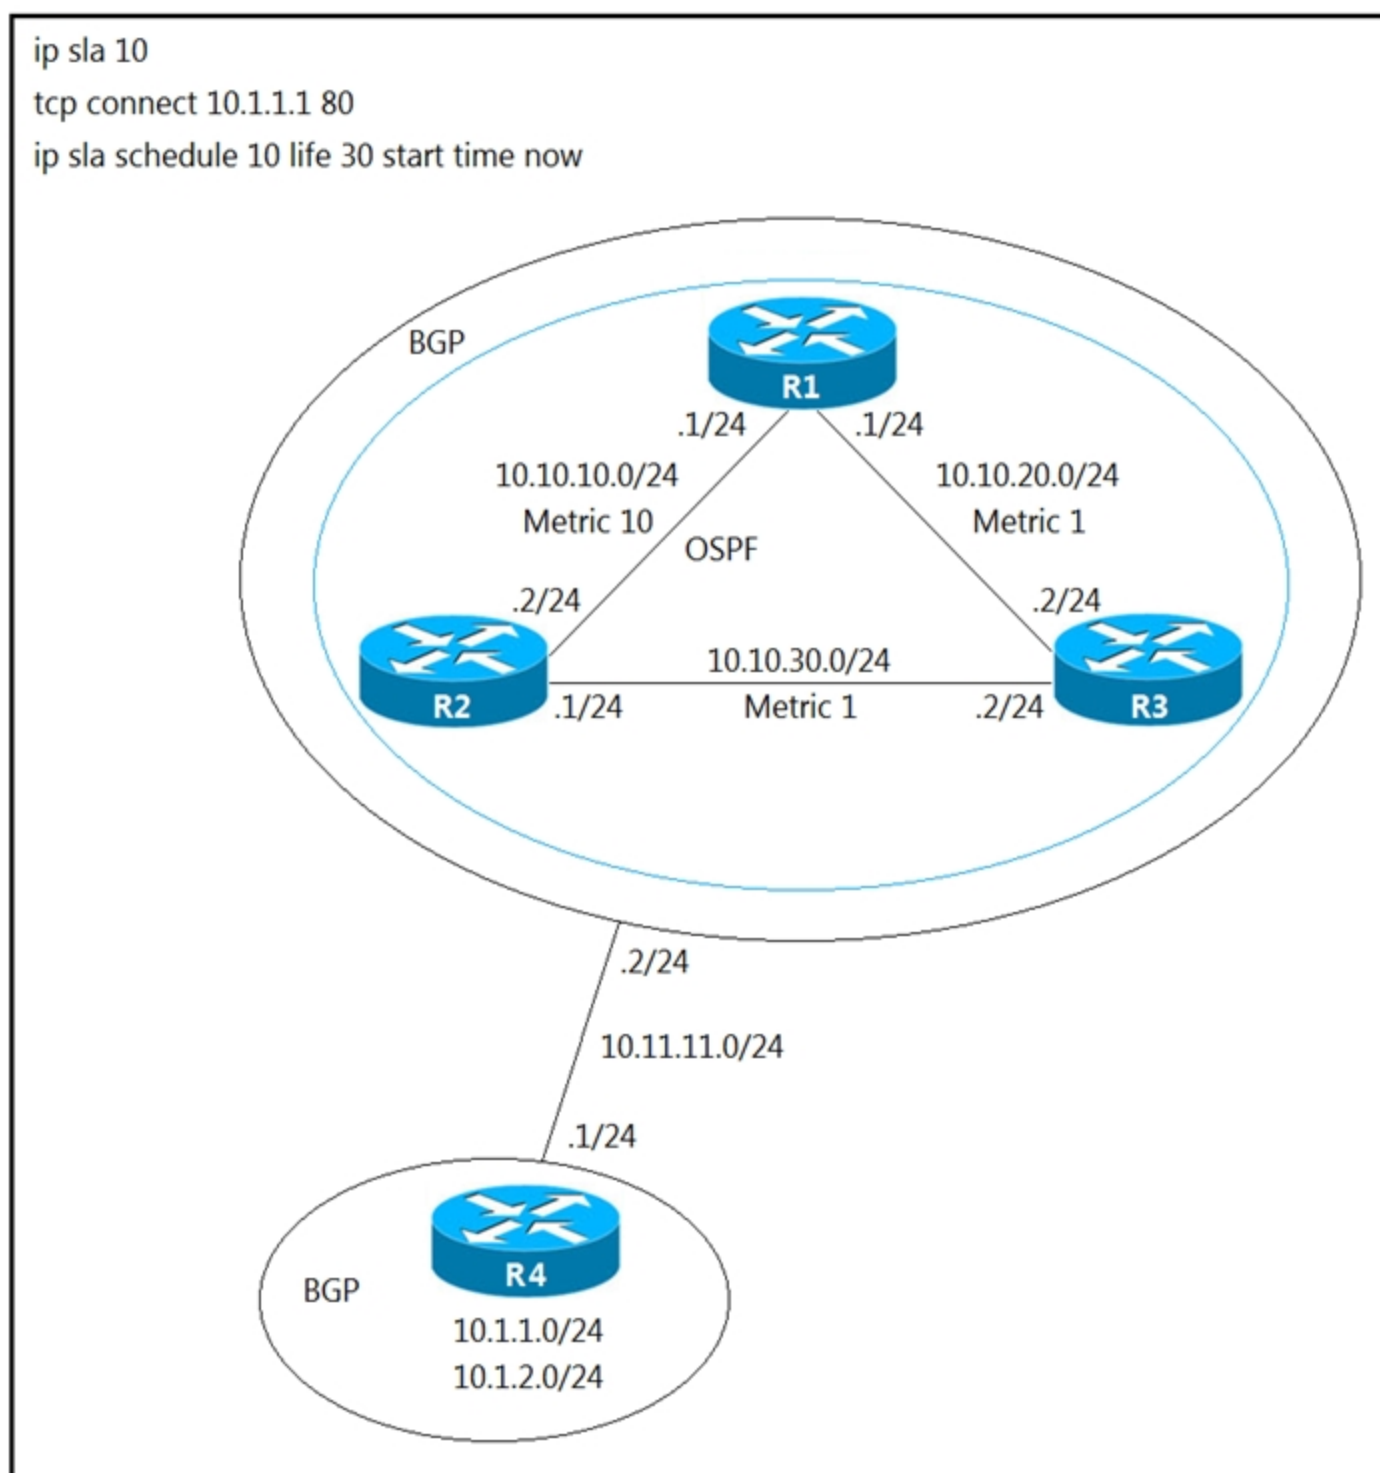 ip sla 10
tcp connect 10.1.1.1 80
ip sla schedule 10 life 30 start time now
BGP
R1
.1/24
.1/24
10.10.10.0/24
Metric 10
10.10.20.0/24
Metric 1
OSPF
.2/24
.2/24
R2
10.10.30.0/24
R3
.1/24
Metric 1
.2/24
.2/24
10.11.11.0/24
.1/24
R4
BGP
10.1.1.0/24
10.1.2.0/24